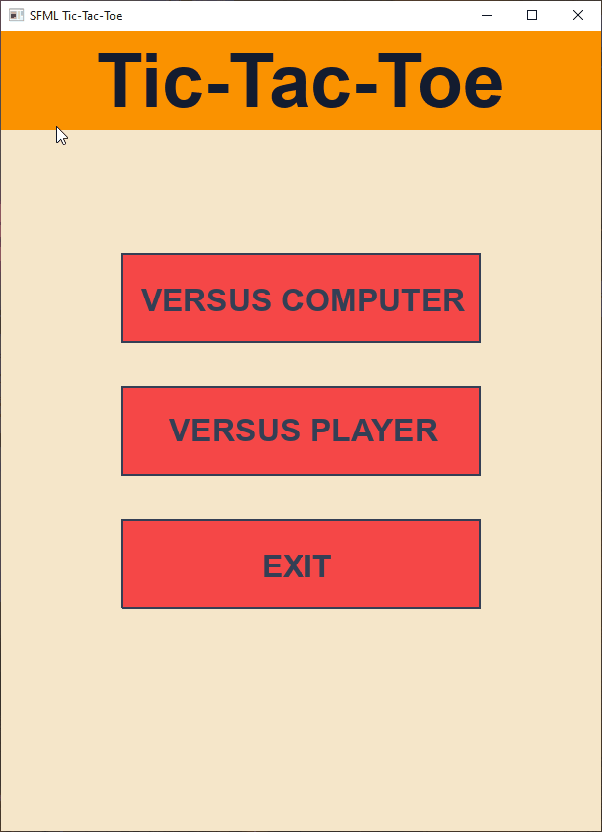 SFML Tic-Tac-Toe
Tic-Tac-Toe
VERSUS COMPUTER
VERSUS PLAYER
EXIT